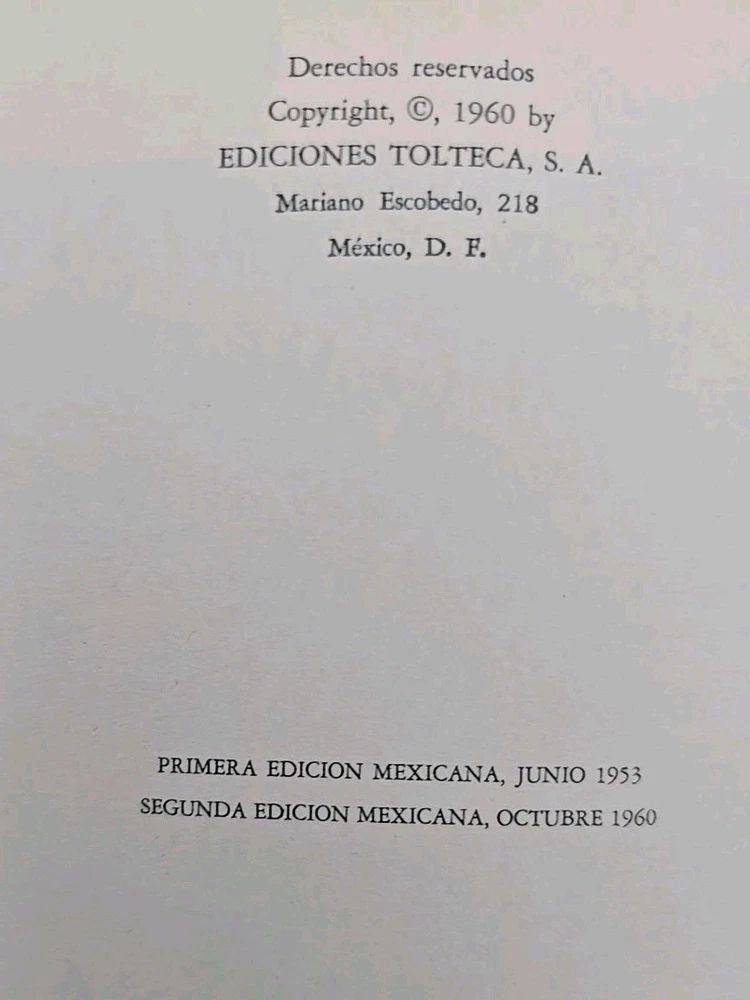 Derechos reservados
Copyright, ©, 1960 by
EDICIONES TOLTECA, S. A.
Mariano Escobedo, 218
México, D. F.
PRIMERA EDICION MEXICANA, JUNIO 1953
SEGUNDA EDICION MEXICANA, OCTUBRE 1960